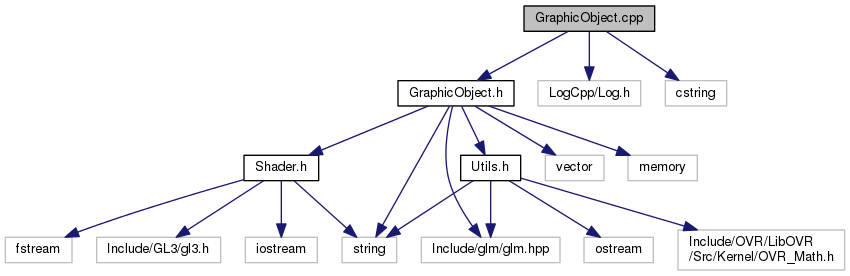 GraphicObject.cpp
GraphicObject.h
LogCpp/Log.h
cstring
Shader.h
Utils.h
vector
memory
fstream
Include/GL3/gl3.h
iostream
string
Include/glm/glm.hpp
ostream
Include/OVR/LibOVR
/Src/Kernel/OVR_Math.h